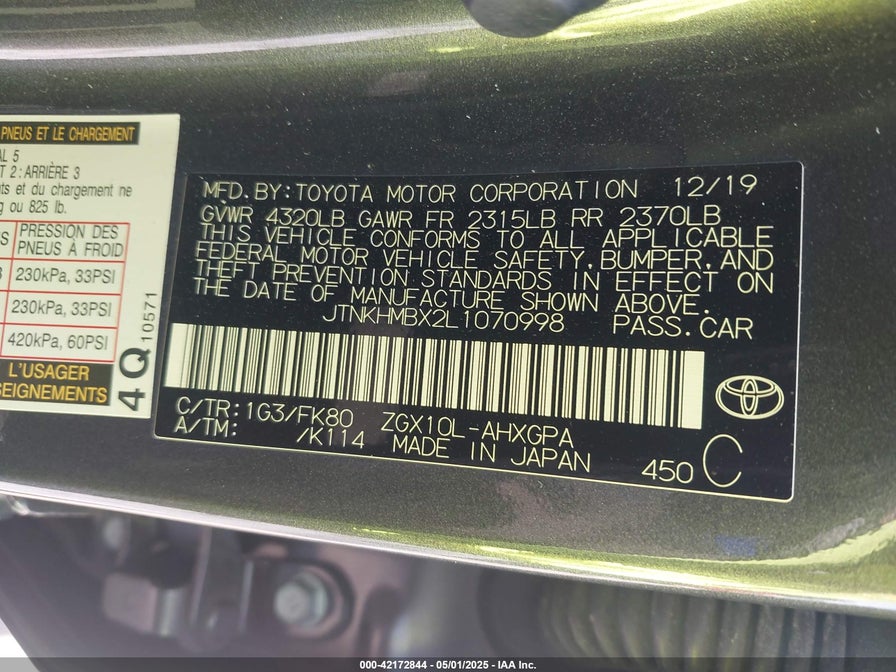 PNEUS ET LE CHARGEMENT
AL 5
T 2 : ARRIÈRE 3
nts et du chargement ne
g ou 825 lb.
PRESSION DES
PNEUS À FROID
230kPa, 33PSI
230kPa, 33PSI
420kPa, 60PSI
L'USAGER
SEIGNEMENTS
4Q 10571
MFD. BY: TOYOTA MOTOR CORPORATION 12/19
GVWR 4320LB GAWR FR 2315LB RR 2370LB
THIS VEHICLE CONFORMS TO ALL APPLICABLE
FEDERAL MOTOR VEHICLE SAFETY, BUMPER, AND
THEFT PREVENTION STANDARDS IN EFFECT ON
THE DATE OF MANUFACTURE SHOWN ABOVE.
JTNKHMBX2L1070998 PASS.CAR
C/TR: 1G3/FK80 ZGX10L-AHXGPA
A/TM: /K114 MADE IN JAPAN
450 C
000-42172844 - 05/01/2025 - IAA Inc.